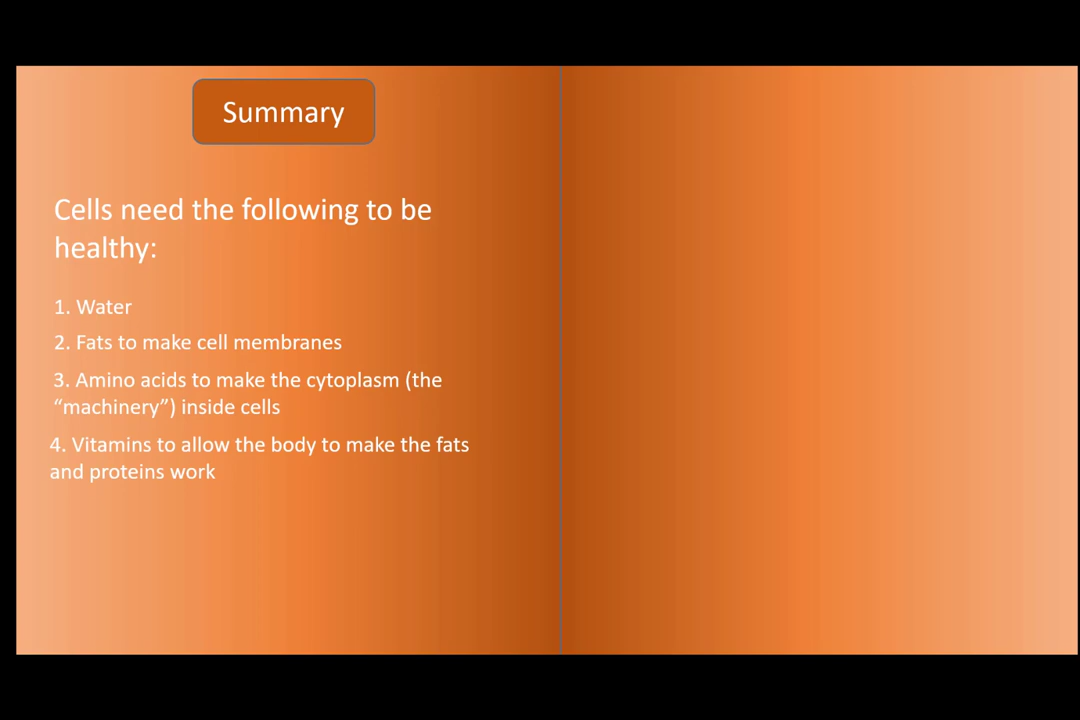 Summary
Cells need the following to be
healthy:
1. Water
2. Fats to make cell membranes
3. Amino acids to make the cytoplasm (the
“machinery”) inside cells
4. Vitamins to allow the body to make the fats
and proteins work